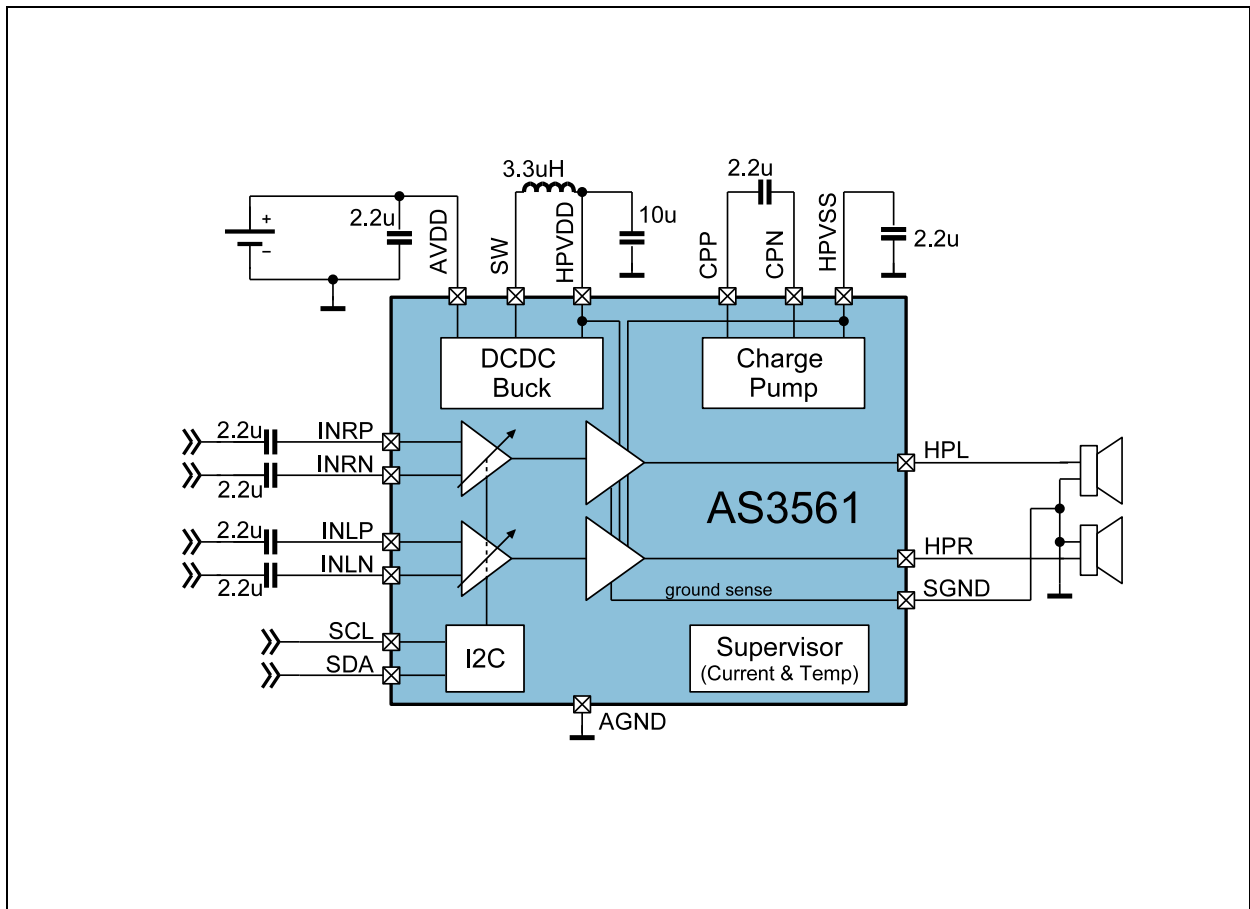 3.3uH
2.2u
2.2u
10u
2.2u
+
−
AVDD
SW
HPVDD
CPP
CPN
HPVSS
DCDC
Buck
Charge
Pump
2.2u
INRP
INRN
2.2u
HPL
AS3561
2.2u
INLP
INLN
2.2u
HPR
ground sense
SGND
SCL
SDA
I2C
Supervisor
(Current & Temp)
AGND